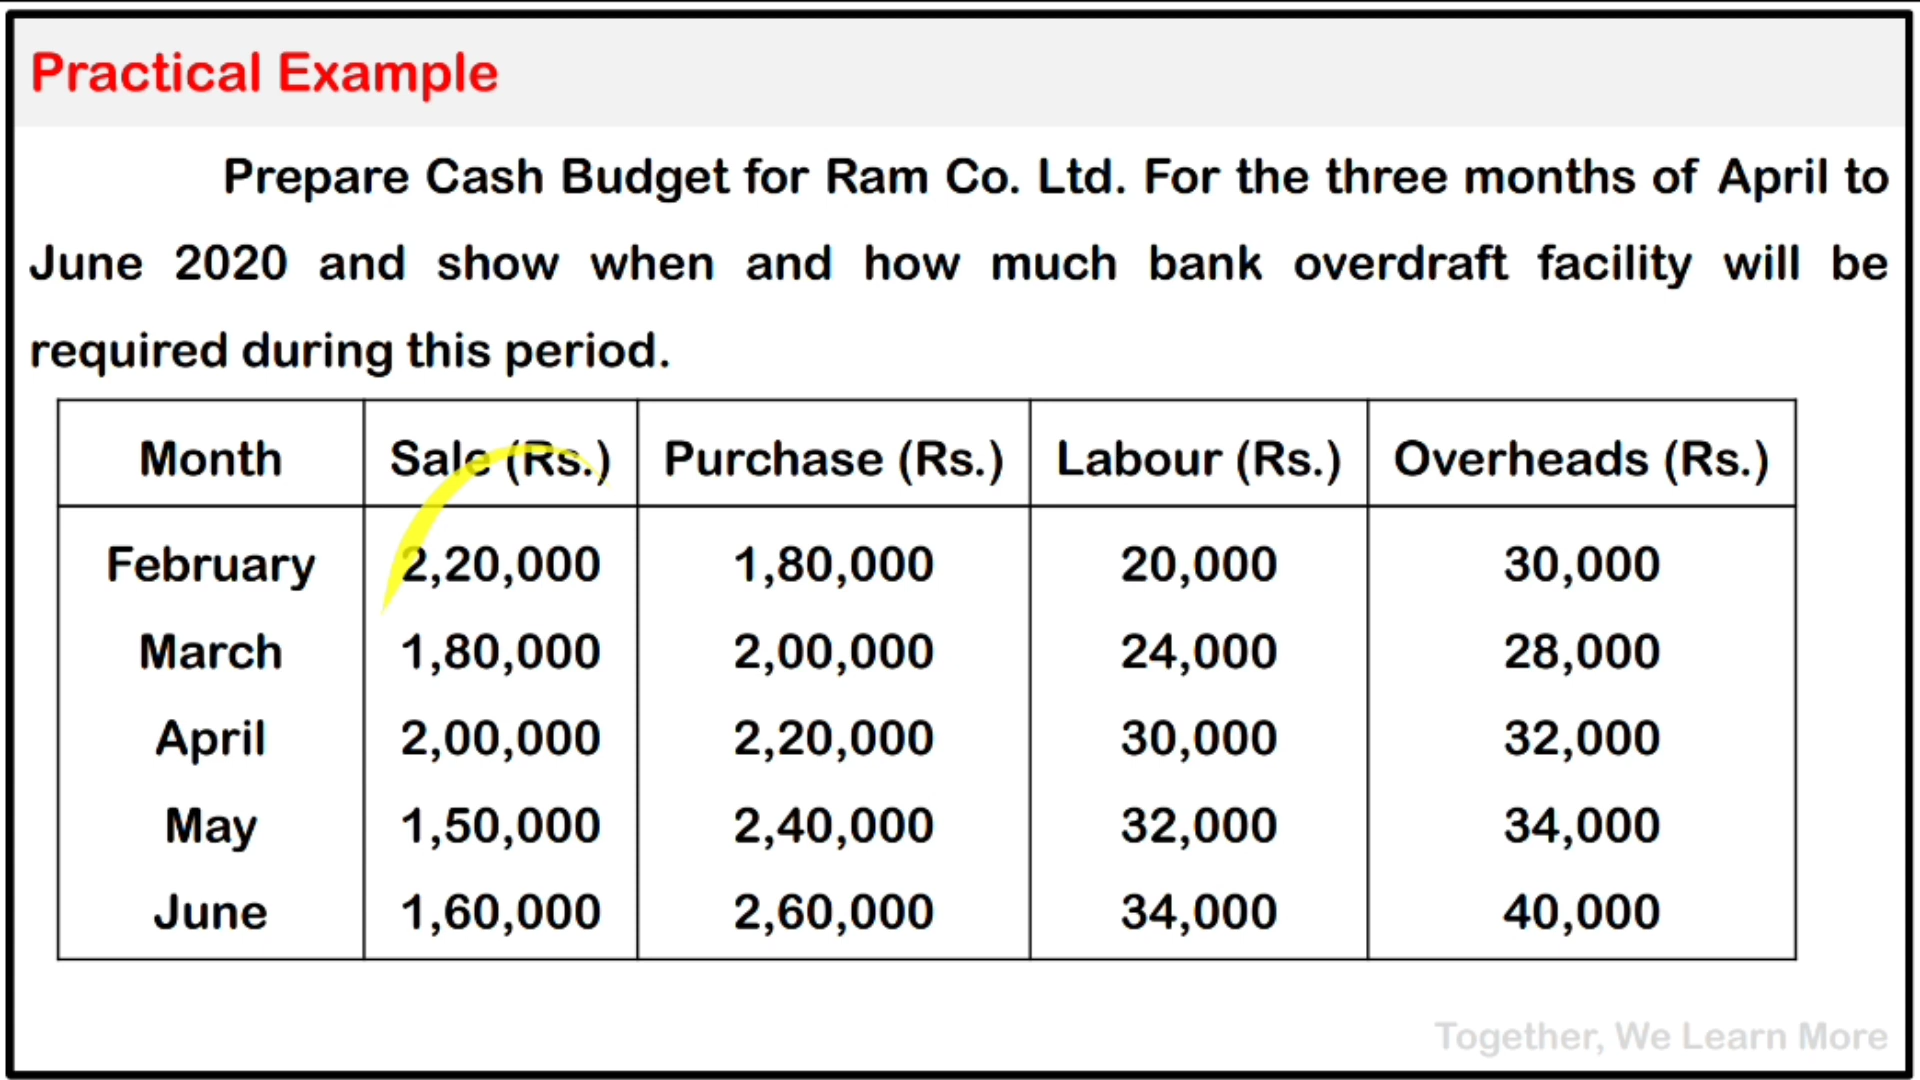 Practical Example
Prepare Cash Budget for Ram Co. Ltd. For the three months of April to
June 2020 and show when and how much bank overdraft facility will be
required during this period.
Month Sale (Rs.) Purchase (Rs.) Labour (Rs.) Overheads (Rs.)
February 2,20,000 1,80,000 20,000 30,000
March 1,80,000 2,00,000 24,000 28,000
April 2,00,000 2,20,000 30,000 32,000
May 1,50,000 2,40,000 32,000 34,000
June 1,60,000 2,60,000 34,000 40,000
Together, We Learn More